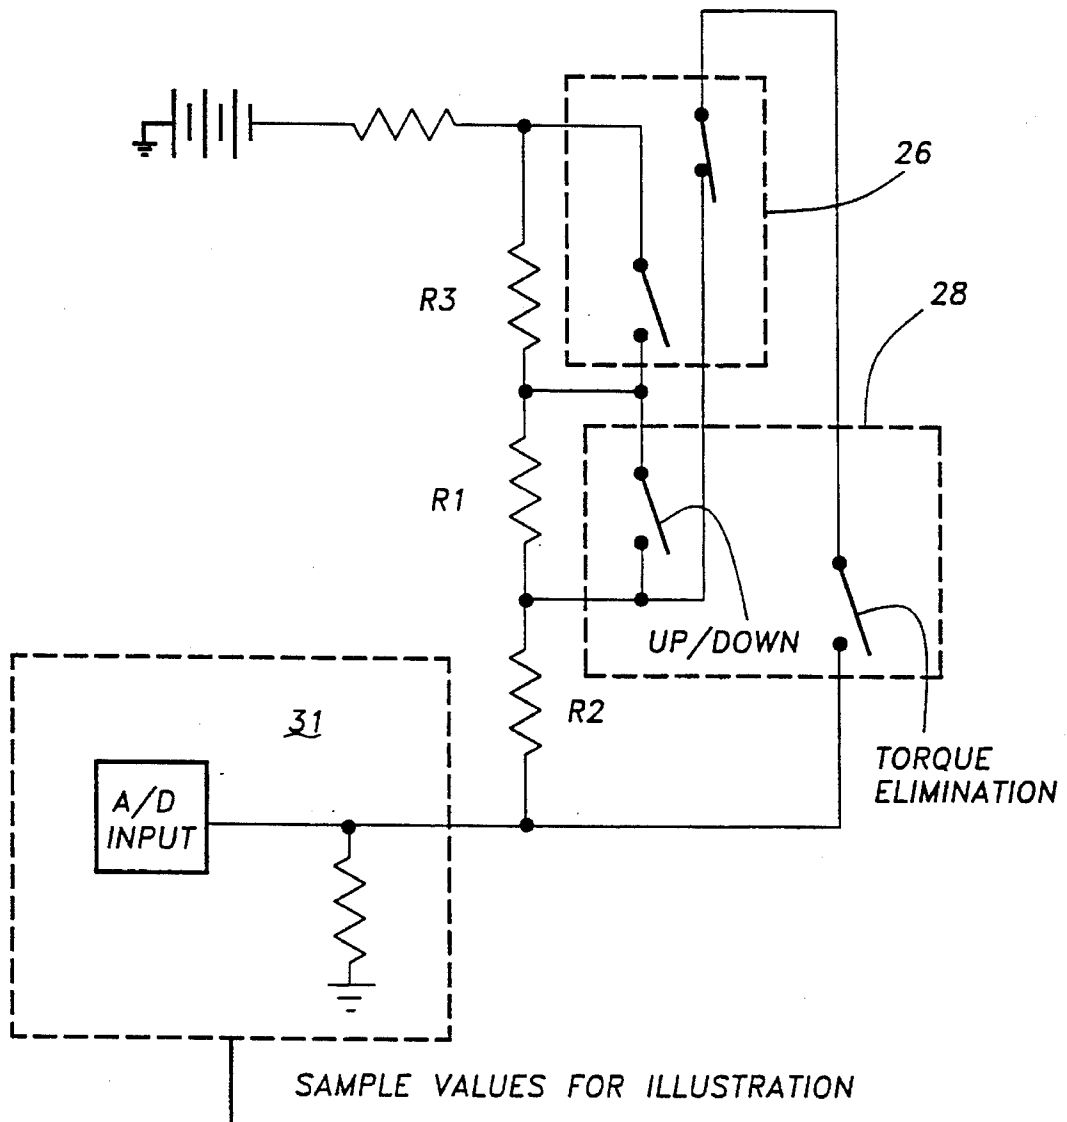 26
28
R3
R1
UP/DOWN
R2
31
TORQUE
ELIMINATION
A/D
INPUT
SAMPLE VALUES FOR ILLUSTRATION